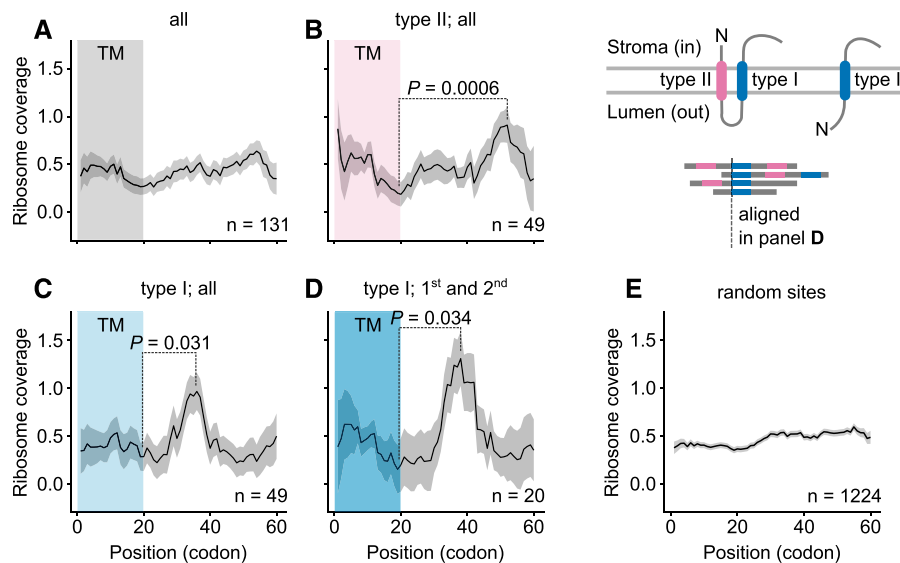 A
all
TM
Ribosome coverage
1.5
1.0
0.5
0.0
n = 131
B
type II; all
TM
P = 0.0006
n = 49
N
Stroma (in)
type II
type I
type I
Lumen (out)
N
aligned
in panel D
C
type I; all
TM
P = 0.031
Ribosome coverage
1.5
1.0
0.5
0.0
n = 49
0 20 40 60
Position (codon)
D
type I; 1st and 2nd
TM
P = 0.034
n = 20
0 20 40 60
Position (codon)
E
random sites
Ribosome coverage
1.5
1.0
0.5
0.0
n = 1224
0 20 40 60
Position (codon)